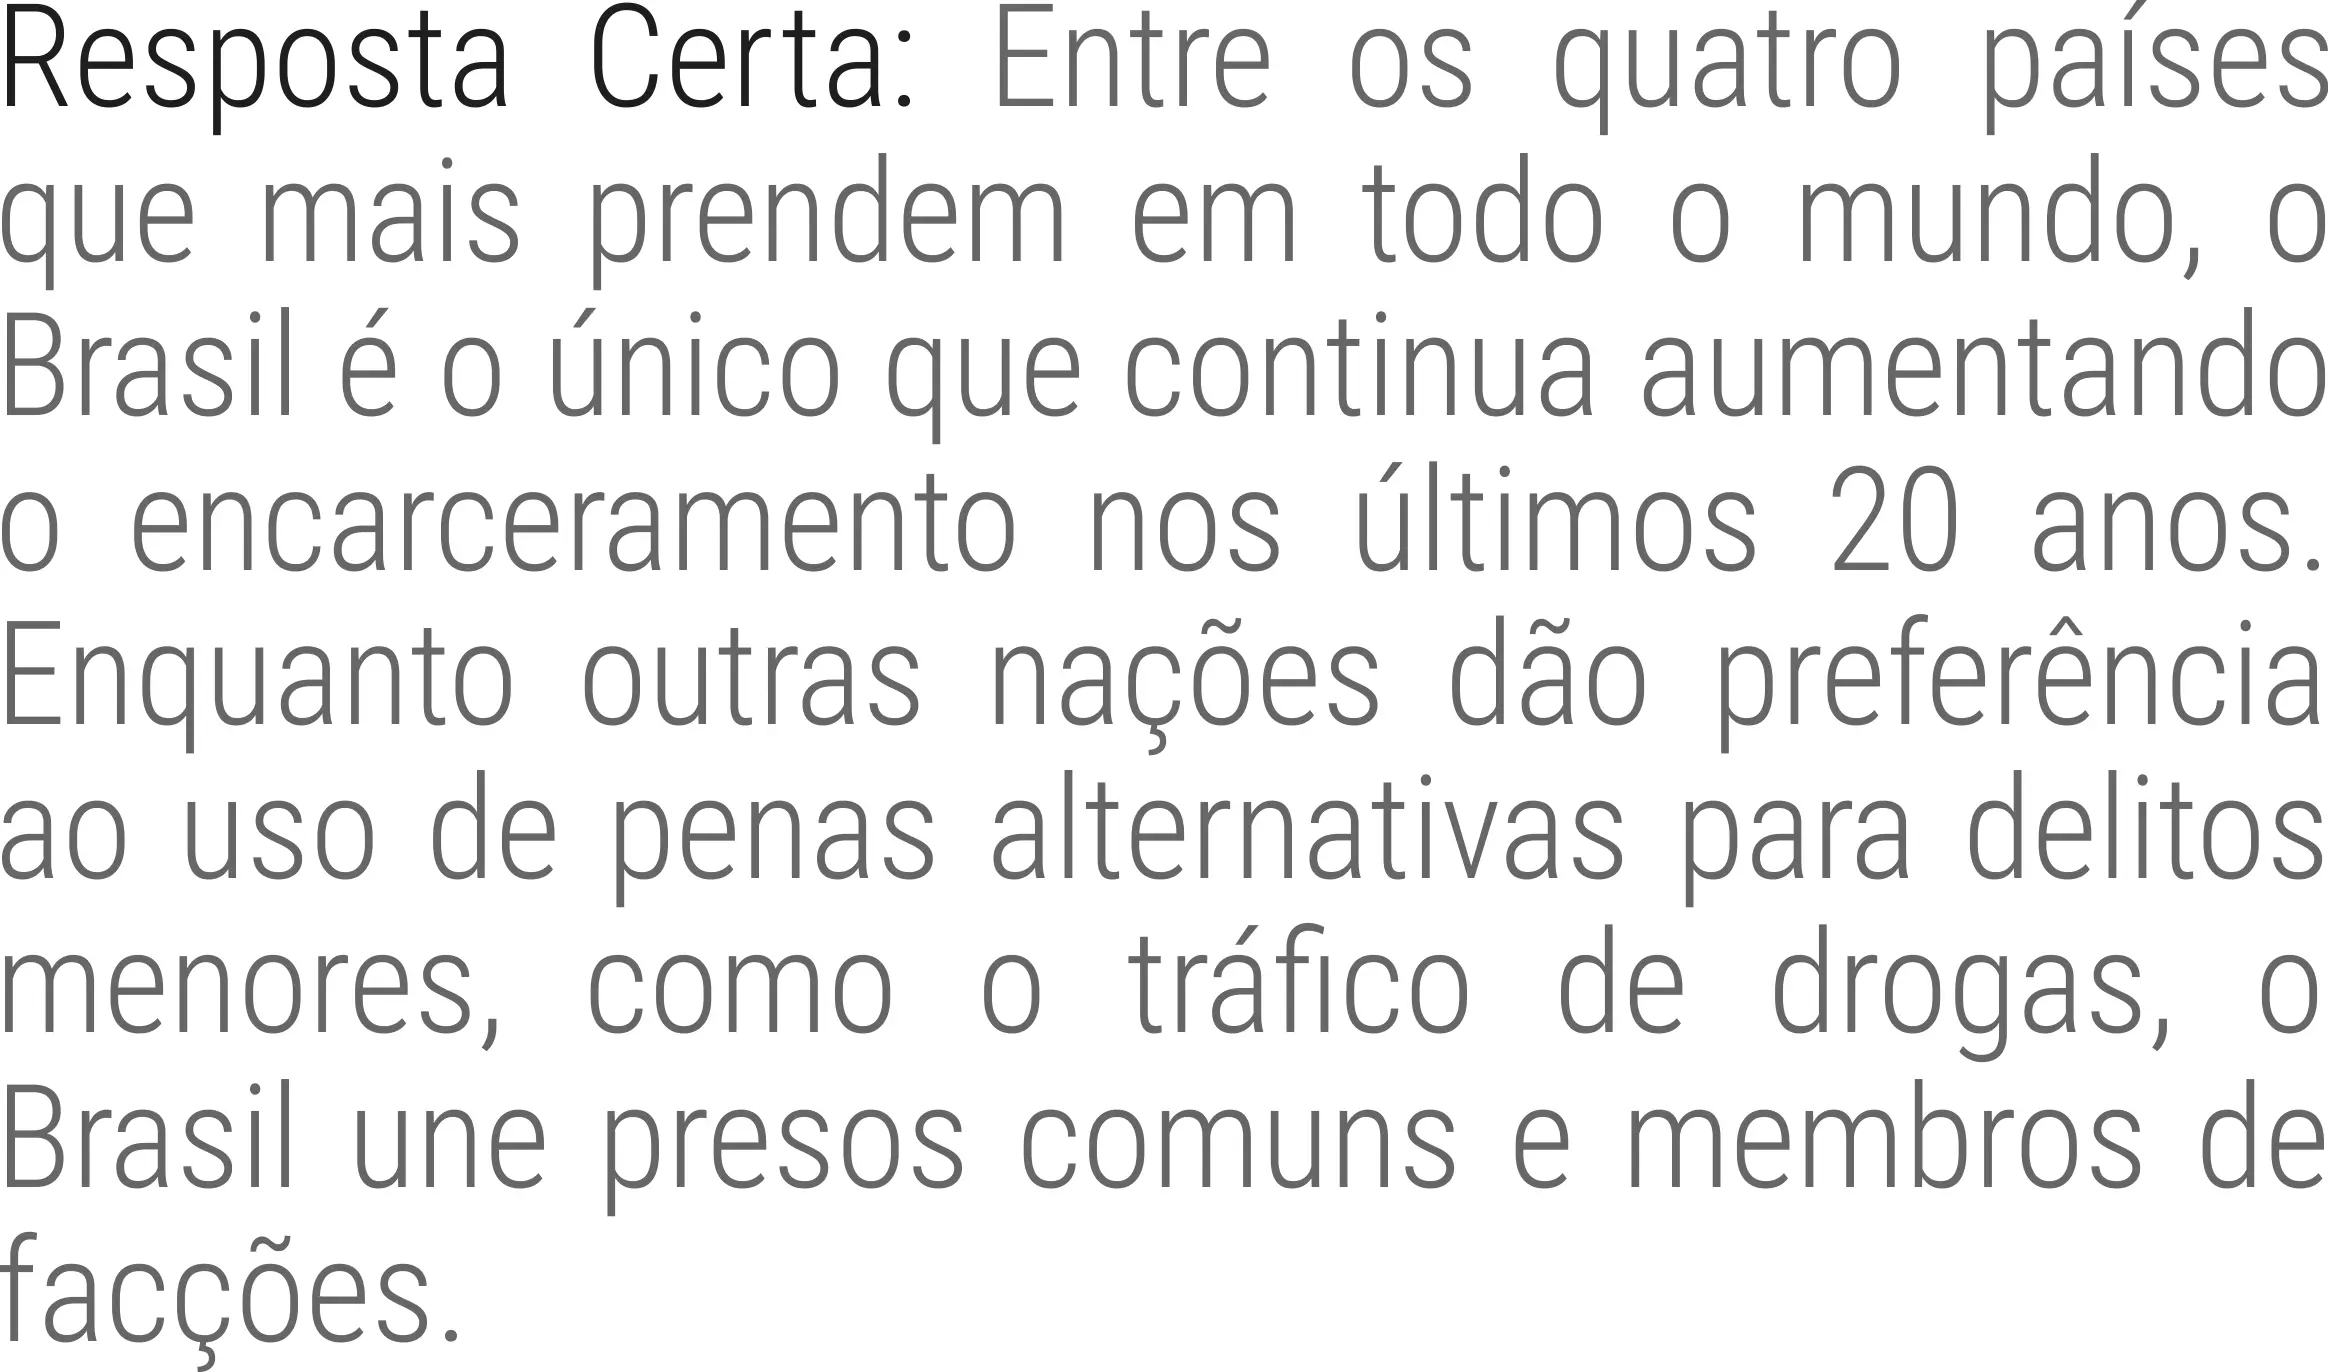 Resposta Certa: Entre os quatro países
que mais prendem em todo o mundo, o
Brasil é o único que continua aumentando
o encarceramento nos últimos 20 anos.
Enquanto outras nações dão preferência
ao uso de penas alternativas para delitos
menores, como o tráfico de drogas, o
Brasil une presos comuns e membros de
facções.